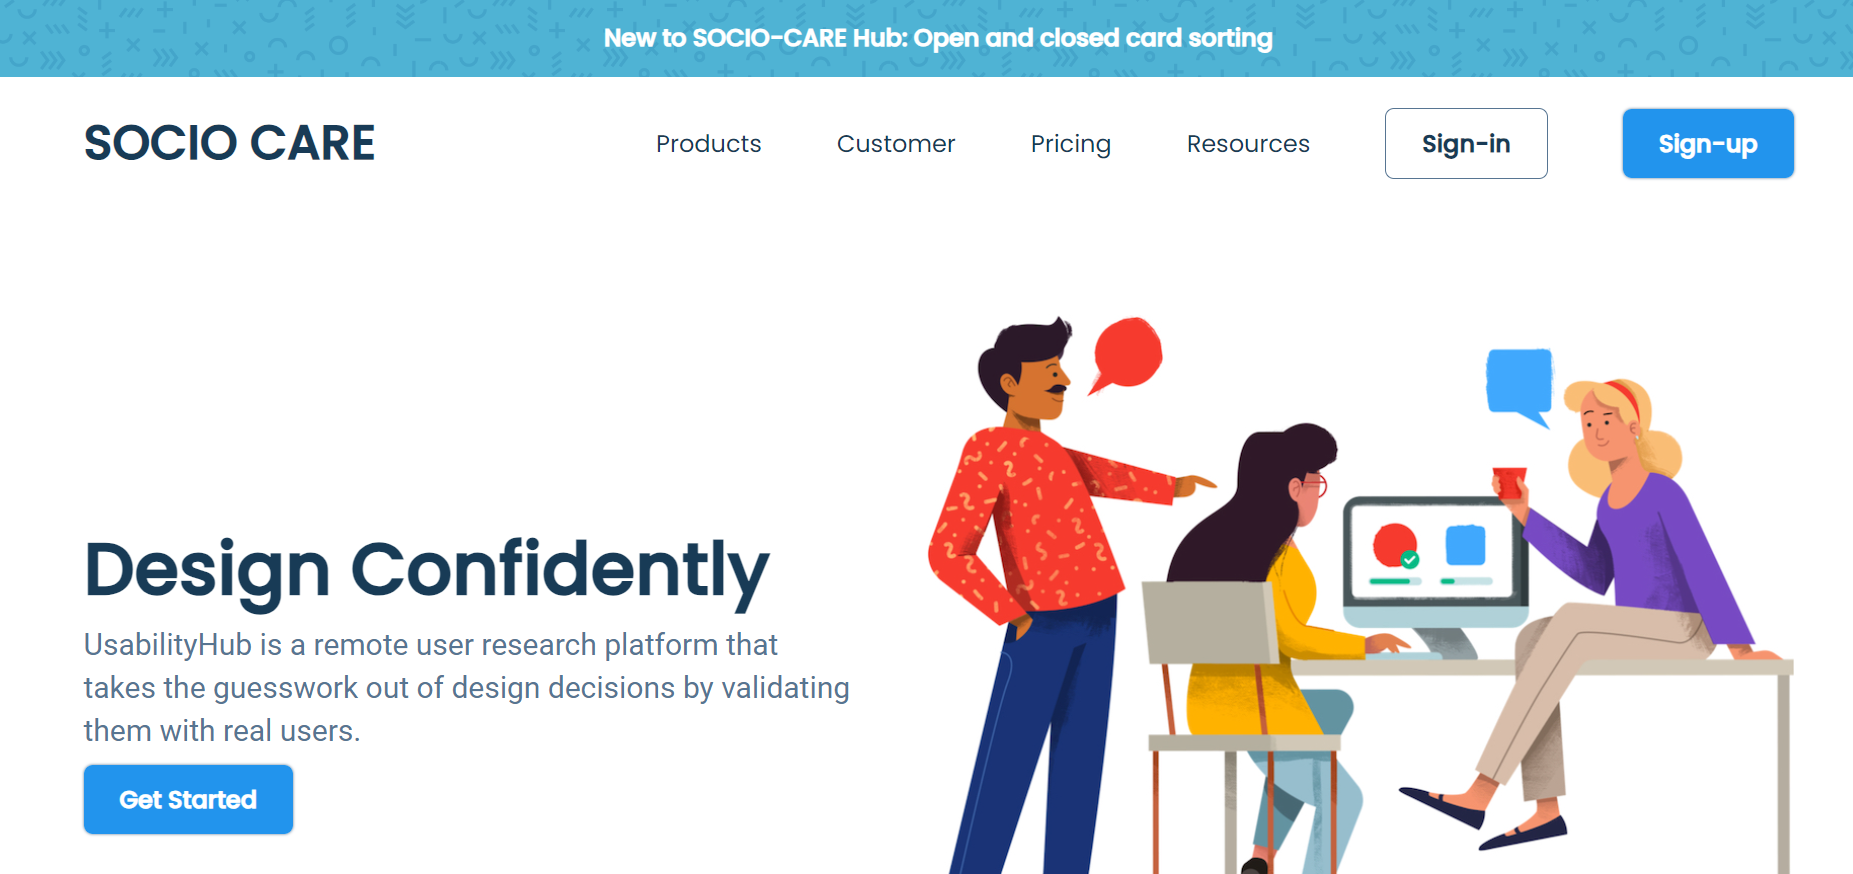 New to SOCIO-CARE Hub: Open and closed card sorting
SOCIO CARE
Products
Customer
Pricing
Resources
Sign-in
Sign-up
Design Confidently
UsabilityHub is a remote user research platform that
takes the guesswork out of design decisions by validating
them with real users.
Get Started